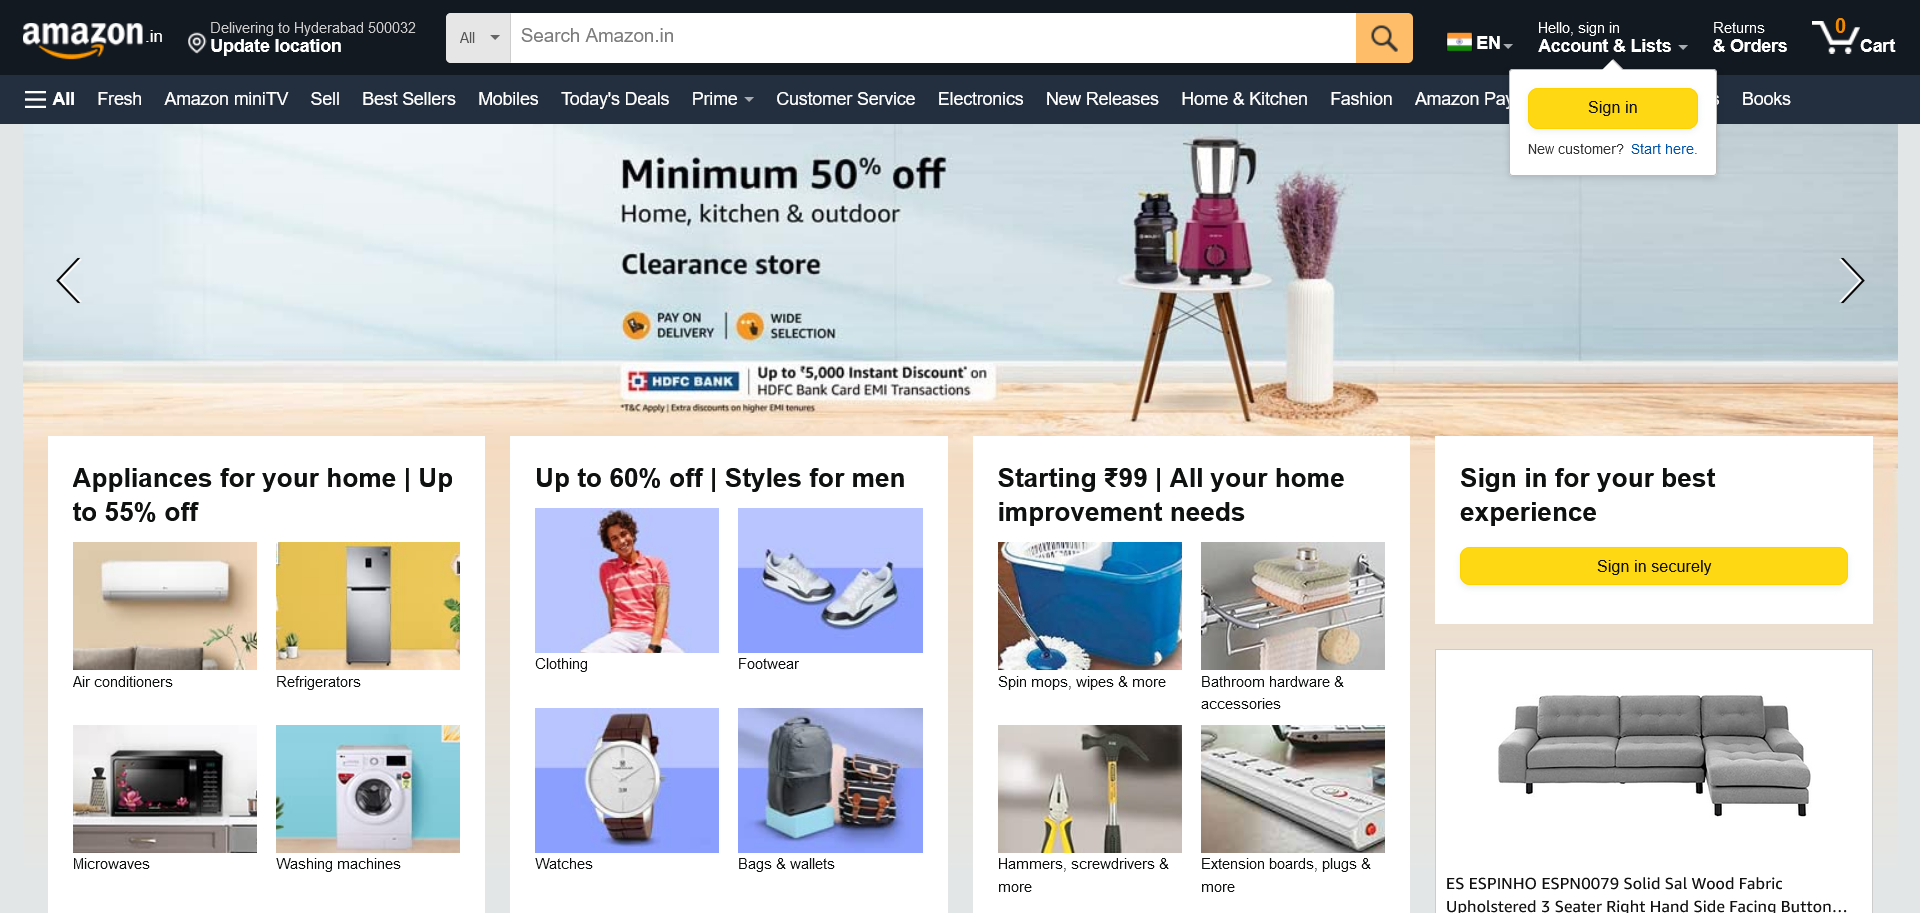 amazon.in
Delivering to Hyderabad 500032
Update location
All
Search Amazon.in
EN
Hello, sign in
Account & Lists
Returns
& Orders
0
Cart
All
Fresh
Amazon miniTV
Sell
Best Sellers
Mobiles
Today's Deals
Prime
Customer Service
Electronics
New Releases
Home & Kitchen
Fashion
Amazon Pay
Books
Sign in
New customer? Start here.
Minimum 50% off
Home, kitchen & outdoor
Clearance store
PAY ON
DELIVERY
WIDE
SELECTION
HDFC BANK
Up to ₹5,000 Instant Discount* on
HDFC Bank Card EMI Transactions
*T&C Apply | Extra discounts on higher EMI tenures
Appliances for your home | Up
to 55% off
Air conditioners
Refrigerators
Microwaves
Washing machines
Up to 60% off | Styles for men
Clothing
Footwear
Watches
Bags & wallets
Starting ₹99 | All your home
improvement needs
Spin mops, wipes & more
Bathroom hardware &
accessories
Hammers, screwdrivers &
more
Extension boards, plugs &
more
Sign in for your best
experience
Sign in securely
ES ESPINHO ESPN0079 Solid Sal Wood Fabric
Upholstered 3 Seater Right Hand Side Facing Button...